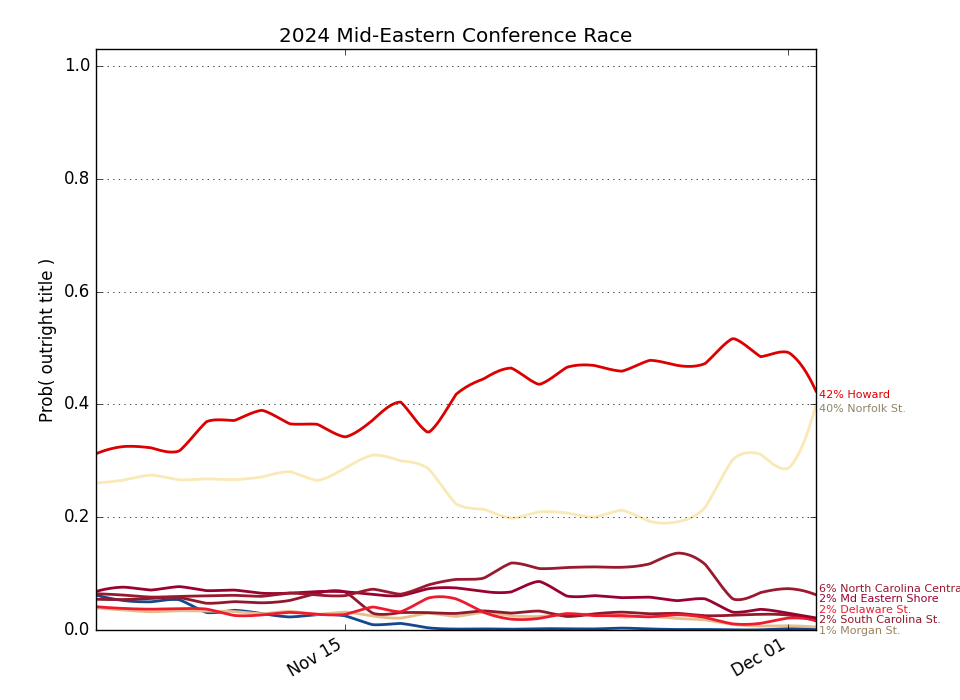 2024 Mid-Eastern Conference Race
1.0
0.8
0.6
0.4
0.2
0.0
Prob( outright title )
Nov 15
Dec 01
42% Howard
40% Norfolk St.
6% North Carolina Centra
2% Md Eastern Shore
2% Delaware St.
2% South Carolina St.
1% Morgan St.